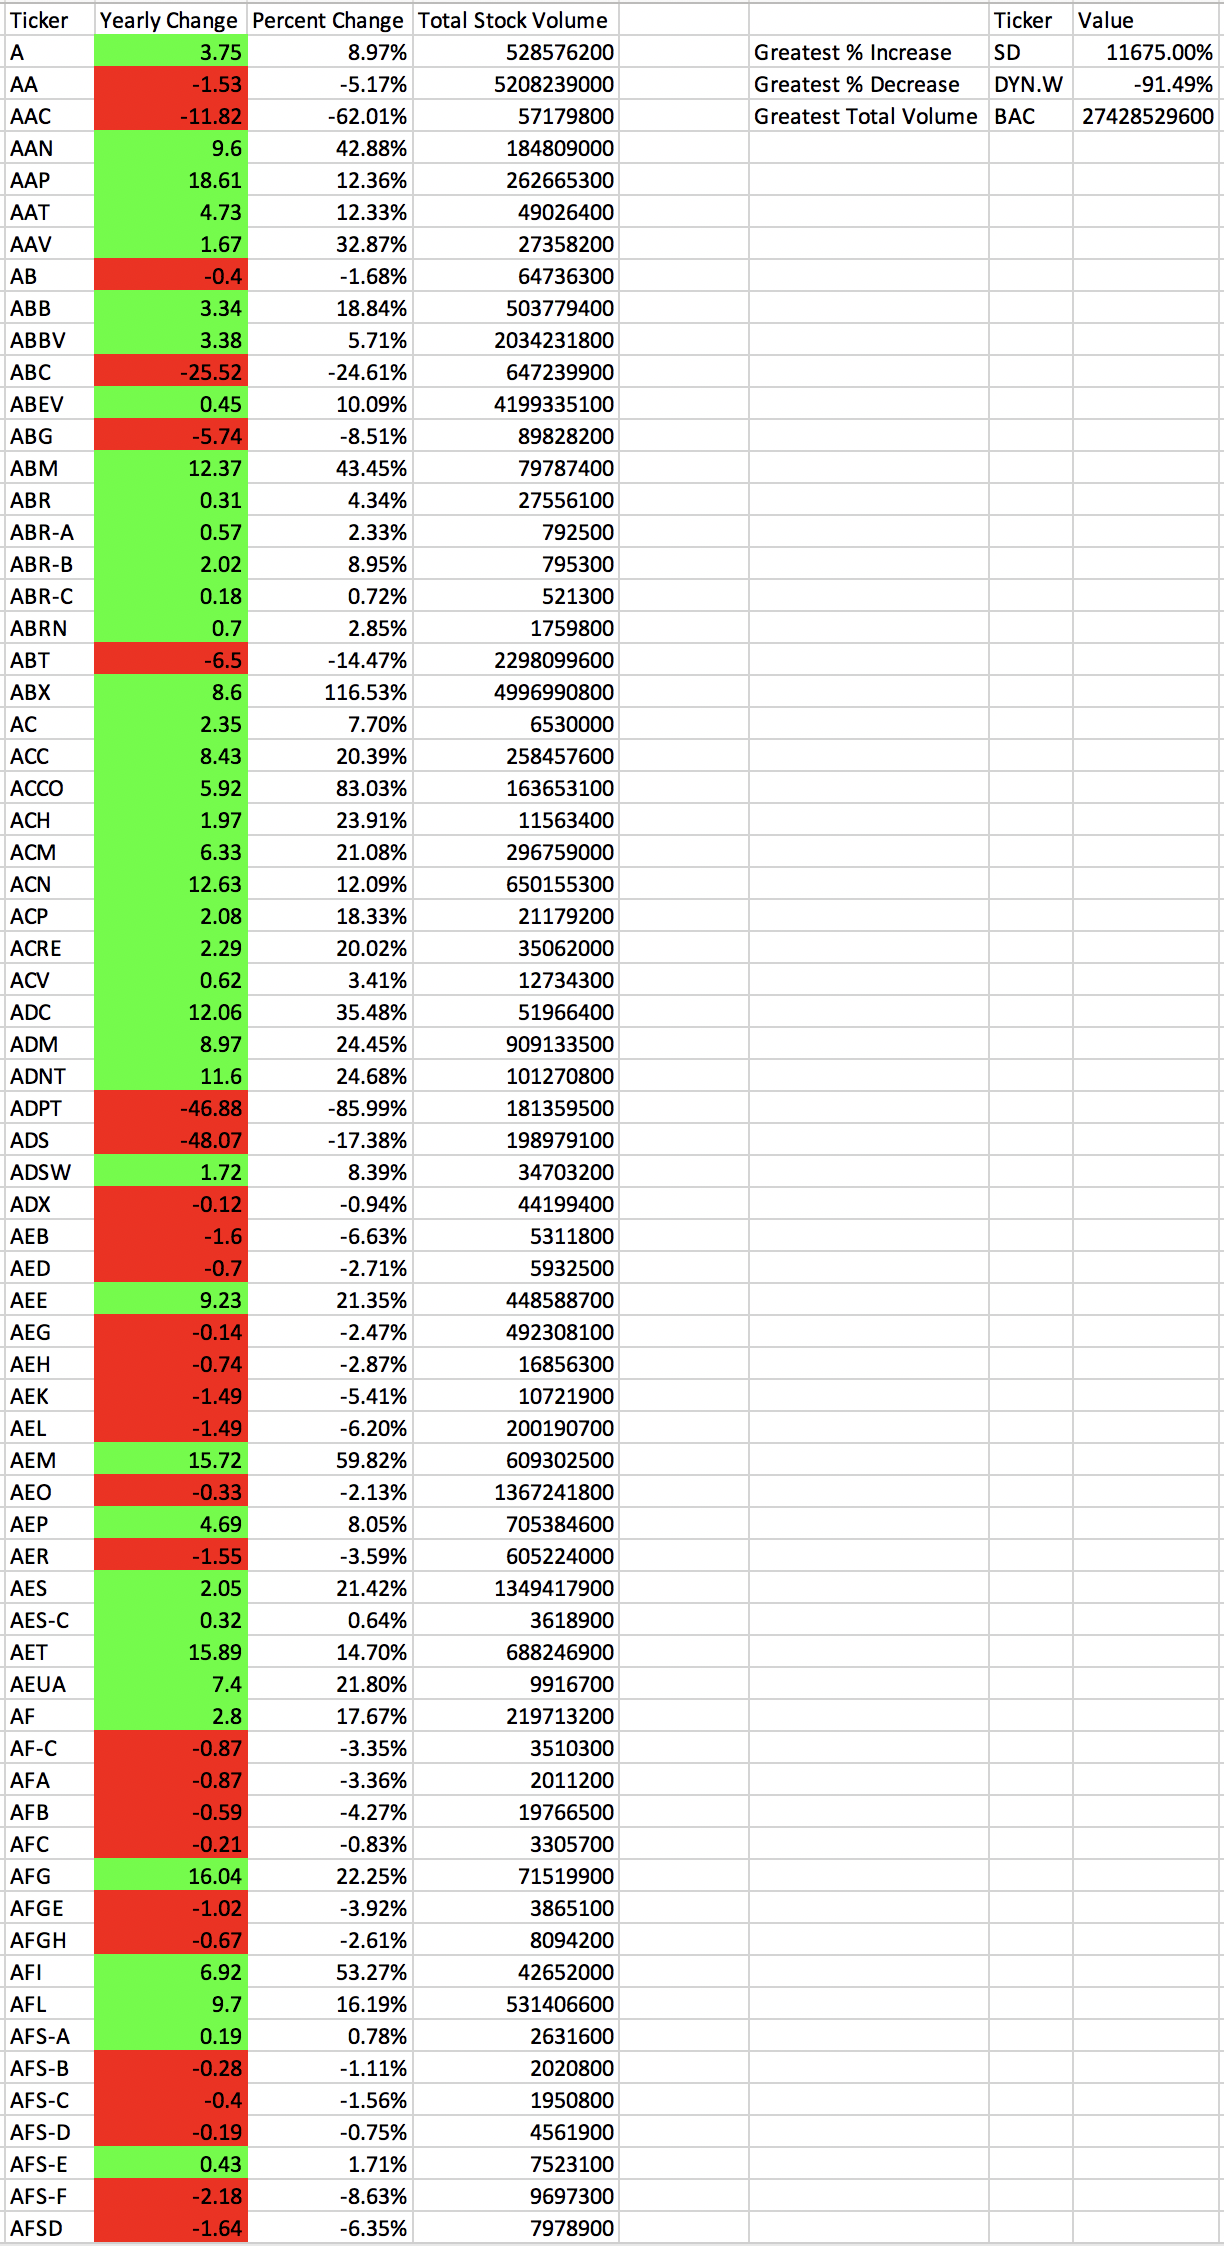 Ticker Yearly Change Percent Change Total Stock Volume Ticker Value
A 3.75 8.97% 528576200 Greatest % Increase SD 11675.00%
AA -1.53 -5.17% 5208239000 Greatest % Decrease DYN.W -91.49%
AAC -11.82 -62.01% 57179800 Greatest Total Volume BAC 27428529600
AAN 9.6 42.88% 184809000
AAP 18.61 12.36% 262665300
AAT 4.73 12.33% 49026400
AAV 1.67 32.87% 27358200
AB -0.4 -1.68% 64736300
ABB 3.34 18.84% 503779400
ABBV 3.38 5.71% 2034231800
ABC -25.52 -24.61% 647239900
ABEV 0.45 10.09% 4199335100
ABG -5.74 -8.51% 89828200
ABM 12.37 43.45% 79787400
ABR 0.31 4.34% 27556100
ABR-A 0.57 2.33% 792500
ABR-B 2.02 8.95% 795300
ABR-C 0.18 0.72% 521300
ABRN 0.7 2.85% 1759800
ABT -6.5 -14.47% 2298099600
ABX 8.6 116.53% 4996990800
AC 2.35 7.70% 6530000
ACC 8.43 20.39% 258457600
ACCO 5.92 83.03% 163653100
ACH 1.97 23.91% 11563400
ACM 6.33 21.08% 296759000
ACN 12.63 12.09% 650155300
ACP 2.08 18.33% 21179200
ACRE 2.29 20.02% 35062000
ACV 0.62 3.41% 12734300
ADC 12.06 35.48% 51966400
ADM 8.97 24.45% 909133500
ADNT 11.6 24.68% 101270800
ADPT -46.88 -85.99% 181359500
ADS -48.07 -17.38% 198979100
ADSW 1.72 8.39% 34703200
ADX -0.12 -0.94% 44199400
AEB -1.6 -6.63% 5311800
AED -0.7 -2.71% 5932500
AEE 9.23 21.35% 448588700
AEG -0.14 -2.47% 492308100
AEH -0.74 -2.87% 16856300
AEK -1.49 -5.41% 10721900
AEL -1.49 -6.20% 200190700
AEM 15.72 59.82% 609302500
AEO -0.33 -2.13% 1367241800
AEP 4.69 8.05% 705384600
AER -1.55 -3.59% 605224000
AES 2.05 21.42% 1349417900
AES-C 0.32 0.64% 3618900
AET 15.89 14.70% 688246900
AEUA 7.4 21.80% 9916700
AF 2.8 17.67% 219713200
AF-C -0.87 -3.35% 3510300
AFA -0.87 -3.36% 2011200
AFB -0.59 -4.27% 19766500
AFC -0.21 -0.83% 3305700
AFG 16.04 22.25% 71519900
AFGE -1.02 -3.92% 3865100
AFGH -0.67 -2.61% 8094200
AFI 6.92 53.27% 42652000
AFL 9.7 16.19% 531406600
AFS-A 0.19 0.78% 2631600
AFS-B -0.28 -1.11% 2020800
AFS-C -0.4 -1.56% 1950800
AFS-D -0.19 -0.75% 4561900
AFS-E 0.43 1.71% 7523100
AFS-F -2.18 -8.63% 9697300
AFSD -1.64 -6.35% 7978900